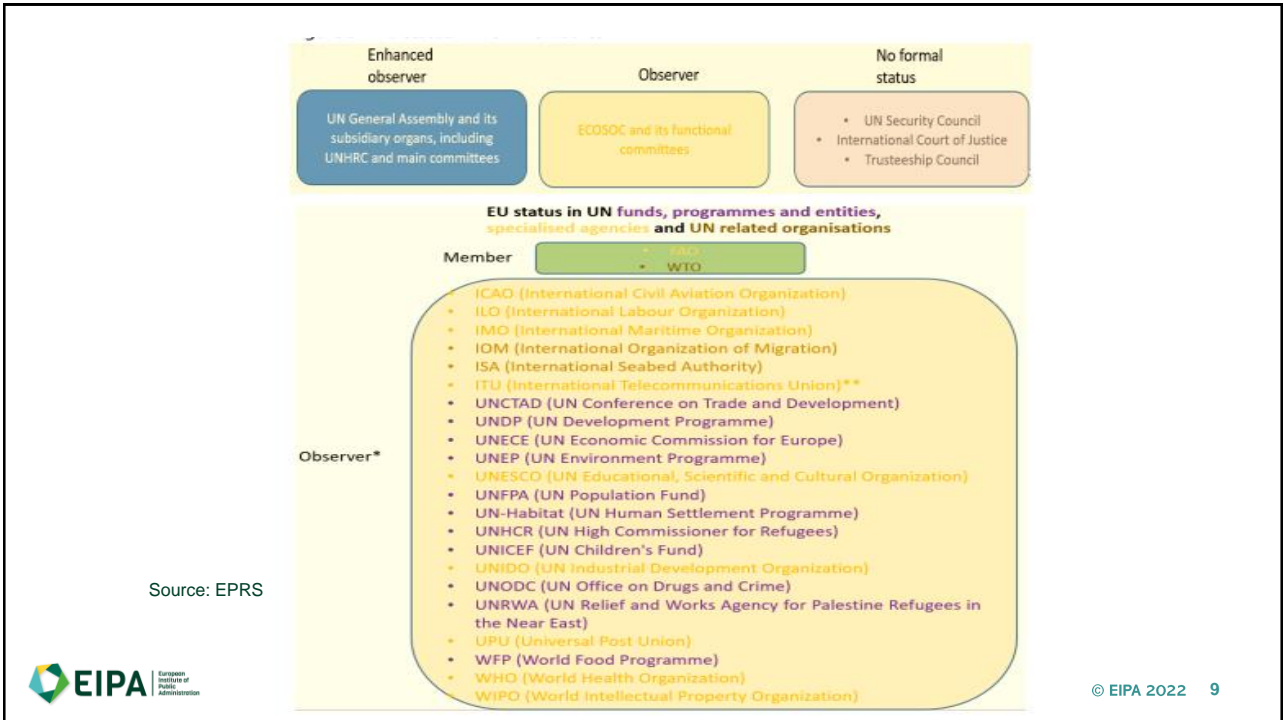 Enhanced
observer
Observer
No formal
status
UN General Assembly and its
subsidiary organs, including
UNHRC and main committees
ECOSOC and its functional
committees
• UN Security Council
• International Court of Justice
• Trusteeship Council
EU status in UN funds, programmes and entities,
specialised agencies and UN related organisations
Member
• FAO
• WTO
Observer*
• ICAO (International Civil Aviation Organization)
• ILO (International Labour Organization)
• IMO (International Maritime Organization)
• IOM (International Organization of Migration)
• ISA (International Seabed Authority)
• ITU (International Telecommunications Union)**
• UNCTAD (UN Conference on Trade and Development)
• UNDP (UN Development Programme)
• UNECE (UN Economic Commission for Europe)
• UNEP (UN Environment Programme)
• UNESCO (UN Educational, Scientific and Cultural Organization)
• UNFPA (UN Population Fund)
• UN-Habitat (UN Human Settlement Programme)
• UNHCR (UN High Commissioner for Refugees)
• UNICEF (UN Children's Fund)
• UNIDO (UN Industrial Development Organization)
• UNODC (UN Office on Drugs and Crime)
• UNRWA (UN Relief and Works Agency for Palestine Refugees in
the Near East)
• UPU (Universal Post Union)
• WFP (World Food Programme)
• WHO (World Health Organization)
• WIPO (World Intellectual Property Organization)
Source: EPRS
EIPA
European
Institute of
Public
Administration
© EIPA 2022 9